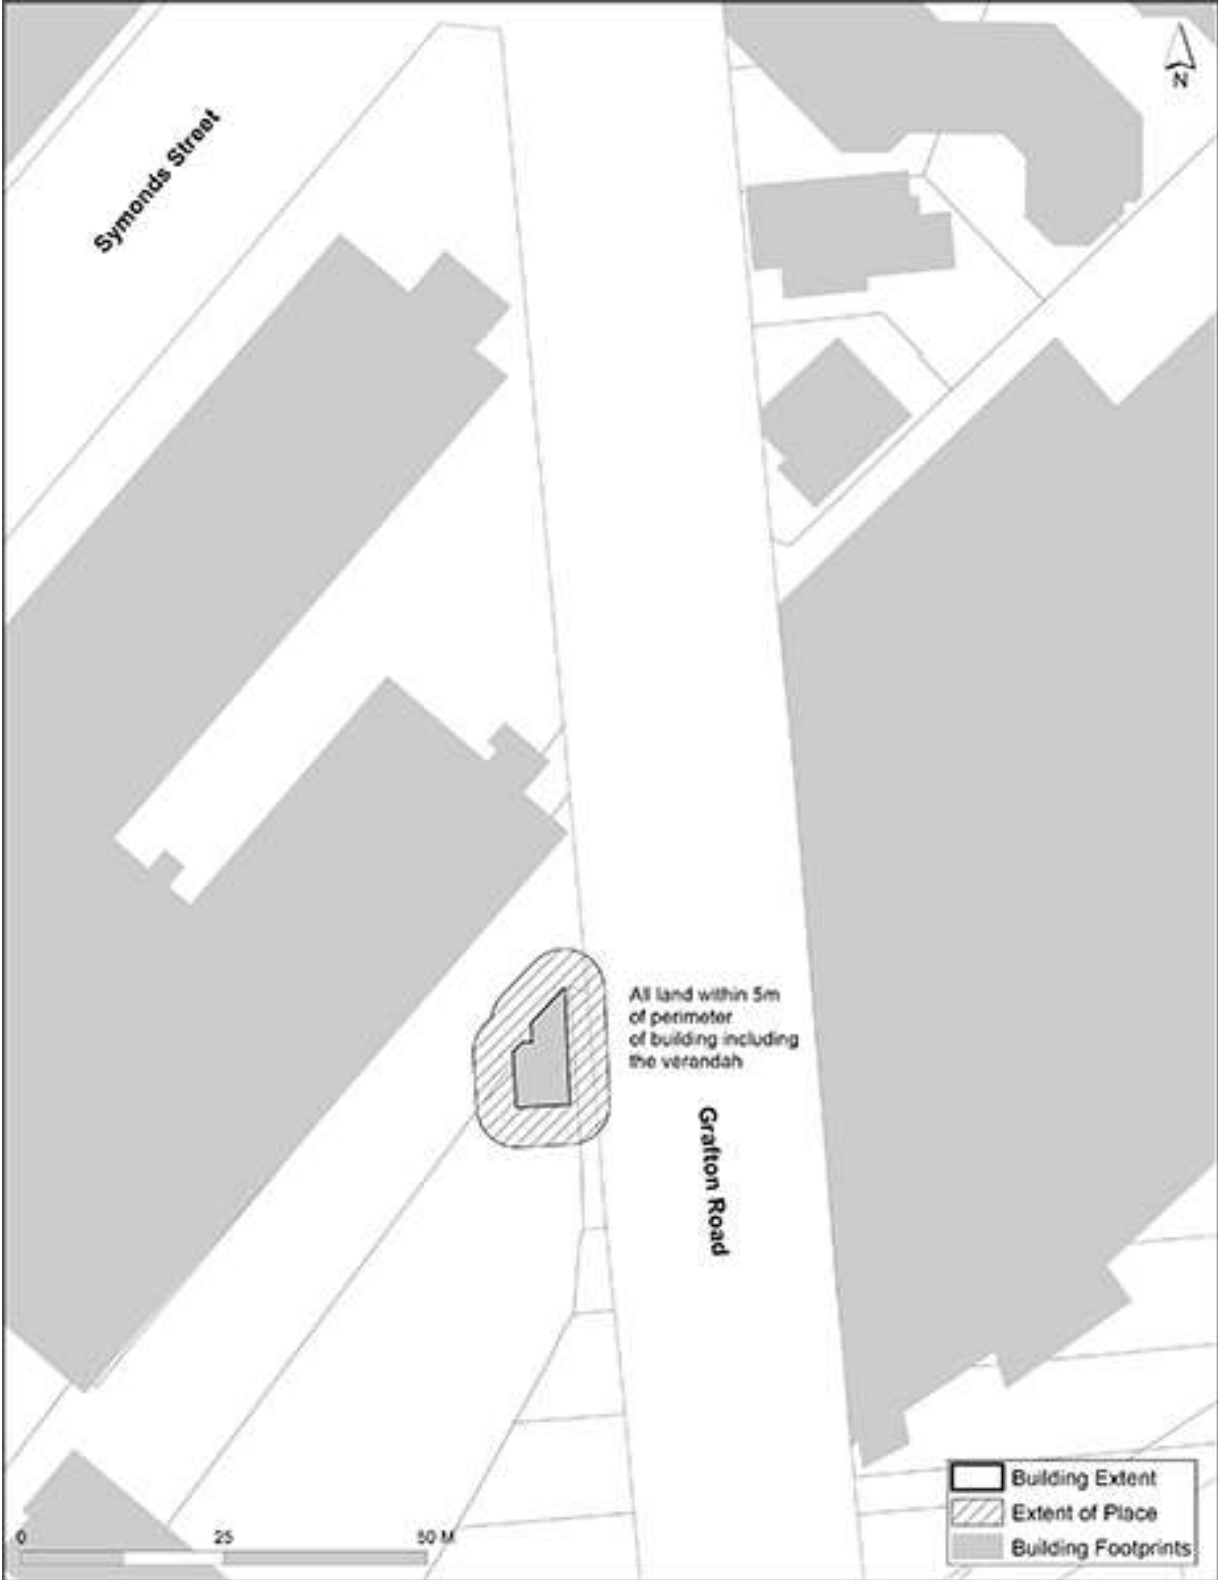 N
Symonds Street
All land within 5m
of perimeter
of building including
the verandah
Grafton Road
Building Extent
Extent of Place
Building Footprints
0 25 50 M